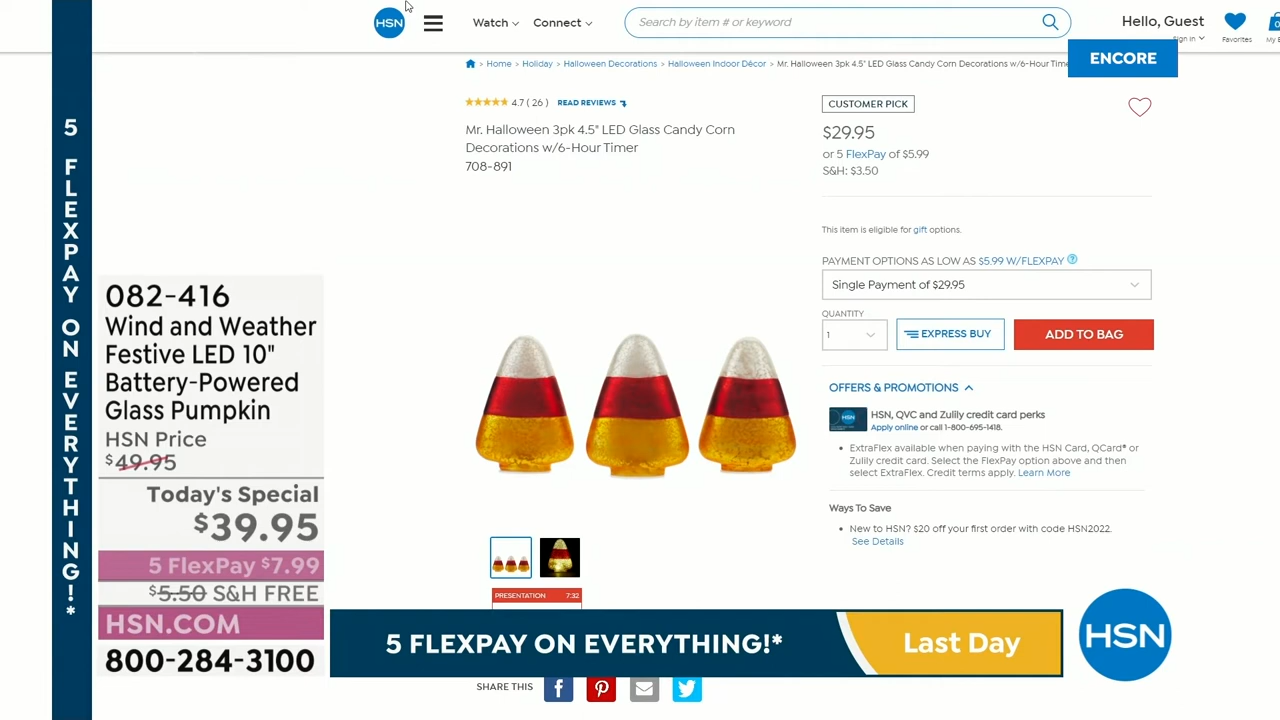 5 FLEXPAY ON EVERYTHING!*
HSN
Watch
Connect
Search by item # or keyword
Hello, Guest
Sign In
Favorites
0
My B
ENCORE
> Home > Holiday > Halloween Decorations > Halloween Indoor Décor > Mr. Halloween 3pk 4.5" LED Glass Candy Corn Decorations w/6-Hour Time
4.7 ( 26 ) READ REVIEWS
Mr. Halloween 3pk 4.5" LED Glass Candy Corn
Decorations w/6-Hour Timer
708-891
CUSTOMER PICK
$29.95
or 5 FlexPay of $5.99
S&H: $3.50
This item is eligible for gift options.
PAYMENT OPTIONS AS LOW AS $5.99 W/FLEXPAY ?
Single Payment of $29.95
QUANTITY
1
EXPRESS BUY
ADD TO BAG
OFFERS & PROMOTIONS
HSN
HSN, QVC and Zulily credit card perks
Apply online or call 1-800-695-1418.
• ExtraFlex available when paying with the HSN Card, QCard® or
Zulily credit card. Select the FlexPay option above and then
select ExtraFlex. Credit terms apply. Learn More
Ways To Save
• New to HSN? $20 off your first order with code HSN2022.
See Details
082-416
Wind and Weather
Festive LED 10"
Battery-Powered
Glass Pumpkin
HSN Price
$49.95
Today's Special
$39.95
5 FlexPay $7.99
$5.50 S&H FREE
HSN.COM
800-284-3100
PRESENTATION 7:32
5 FLEXPAY ON EVERYTHING!*
Last Day
HSN
SHARE THIS